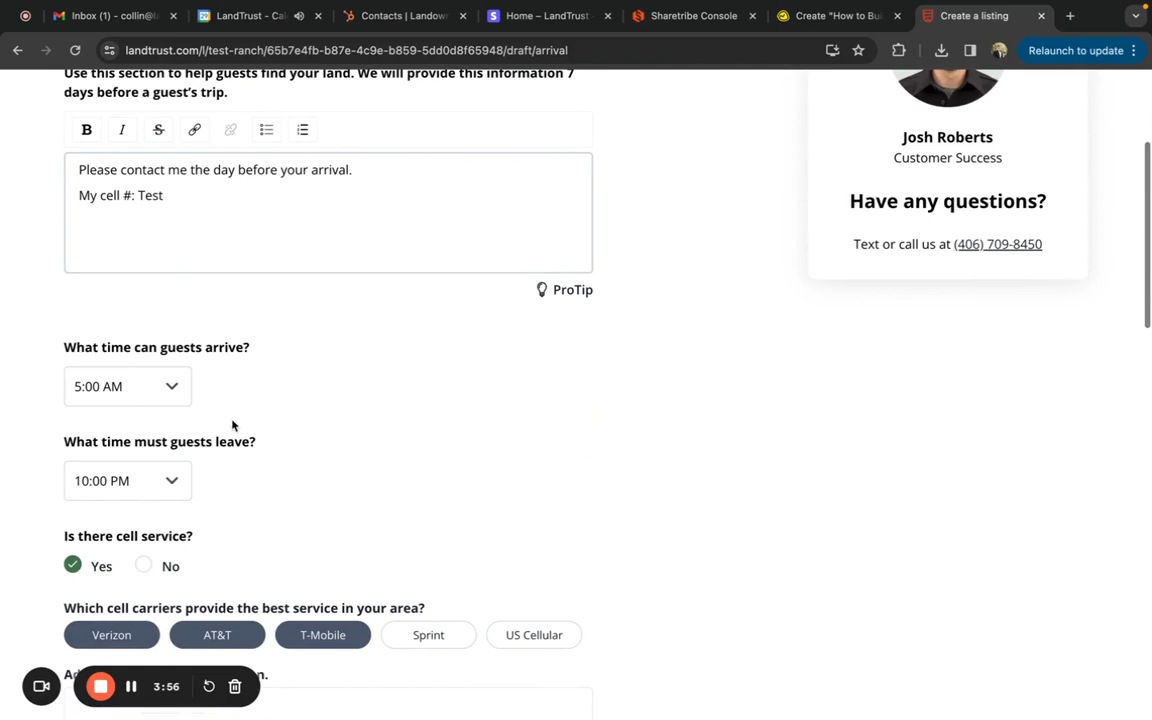 Inbox (1) - collin@l
LandTrust - Cal
Contacts | Landow
Home – LandTrust -
Sharetribe Console
Create "How to Bui
Create a listing
landtrust.com/l/test-ranch/65b7e4fb-b87e-4c9e-b859-5dd0d8f65948/draft/arrival
Relaunch to update
Use this section to help guests find your land. We will provide this information 7
days before a guest's trip.
B I S
Please contact me the day before your arrival.
My cell #: Test
ProTip
Josh Roberts
Customer Success
Have any questions?
Text or call us at (406) 709-8450
What time can guests arrive?
5:00 AM
What time must guests leave?
10:00 PM
Is there cell service?
Yes No
Which cell carriers provide the best service in your area?
Verizon AT&T T-Mobile Sprint US Cellular
3:56